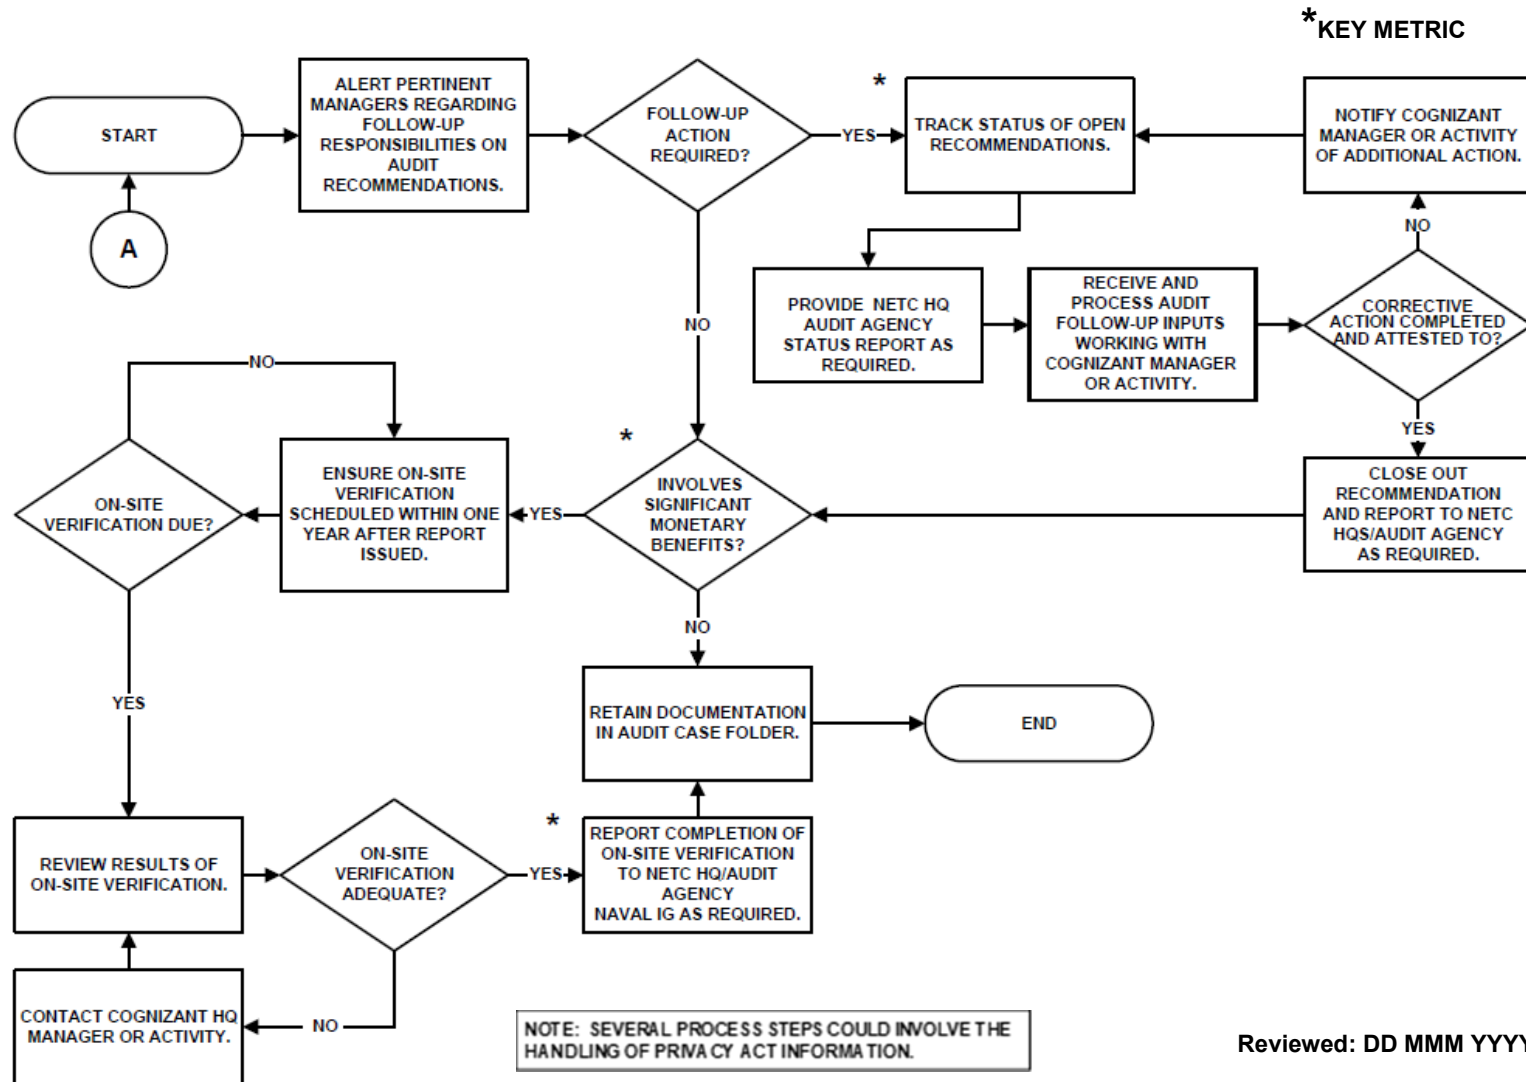 *KEY METRIC
START
ALERT PERTINENT
MANAGERS REGARDING
FOLLOW-UP
RESPONSIBILITIES ON
AUDIT
RECOMMENDATIONS.
FOLLOW-UP
ACTION
REQUIRED?
YES
*
TRACK STATUS OF OPEN
RECOMMENDATIONS.
NOTIFY COGNIZANT
MANAGER OR ACTIVITY
OF ADDITIONAL ACTION.
A
NO
NO
PROVIDE NETC HQ
AUDIT AGENCY
STATUS REPORT AS
REQUIRED.
RECEIVE AND
PROCESS AUDIT
FOLLOW-UP INPUTS
WORKING WITH
COGNIZANT MANAGER
OR ACTIVITY.
CORRECTIVE
ACTION COMPLETED
AND ATTESTED TO?
YES
NO
ON-SITE
VERIFICATION DUE?
ENSURE ON-SITE
VERIFICATION
SCHEDULED WITHIN ONE
YEAR AFTER REPORT
ISSUED.
YES
*
INVOLVES
SIGNIFICANT
MONETARY
BENEFITS?
CLOSE OUT
RECOMMENDATION
AND REPORT TO NETC
HQS/AUDIT AGENCY
AS REQUIRED.
NO
YES
RETAIN DOCUMENTATION
IN AUDIT CASE FOLDER.
END
REVIEW RESULTS OF
ON-SITE VERIFICATION.
ON-SITE
VERIFICATION
ADEQUATE?
YES
*
REPORT COMPLETION OF
ON-SITE VERIFICATION
TO NETC HQ/AUDIT
AGENCY
NAVAL IG AS REQUIRED.
CONTACT COGNIZANT HQ
MANAGER OR ACTIVITY.
NO
NOTE: SEVERAL PROCESS STEPS COULD INVOLVE THE
HANDLING OF PRIVACY ACT INFORMATION.
Reviewed: DD MMM YYYY